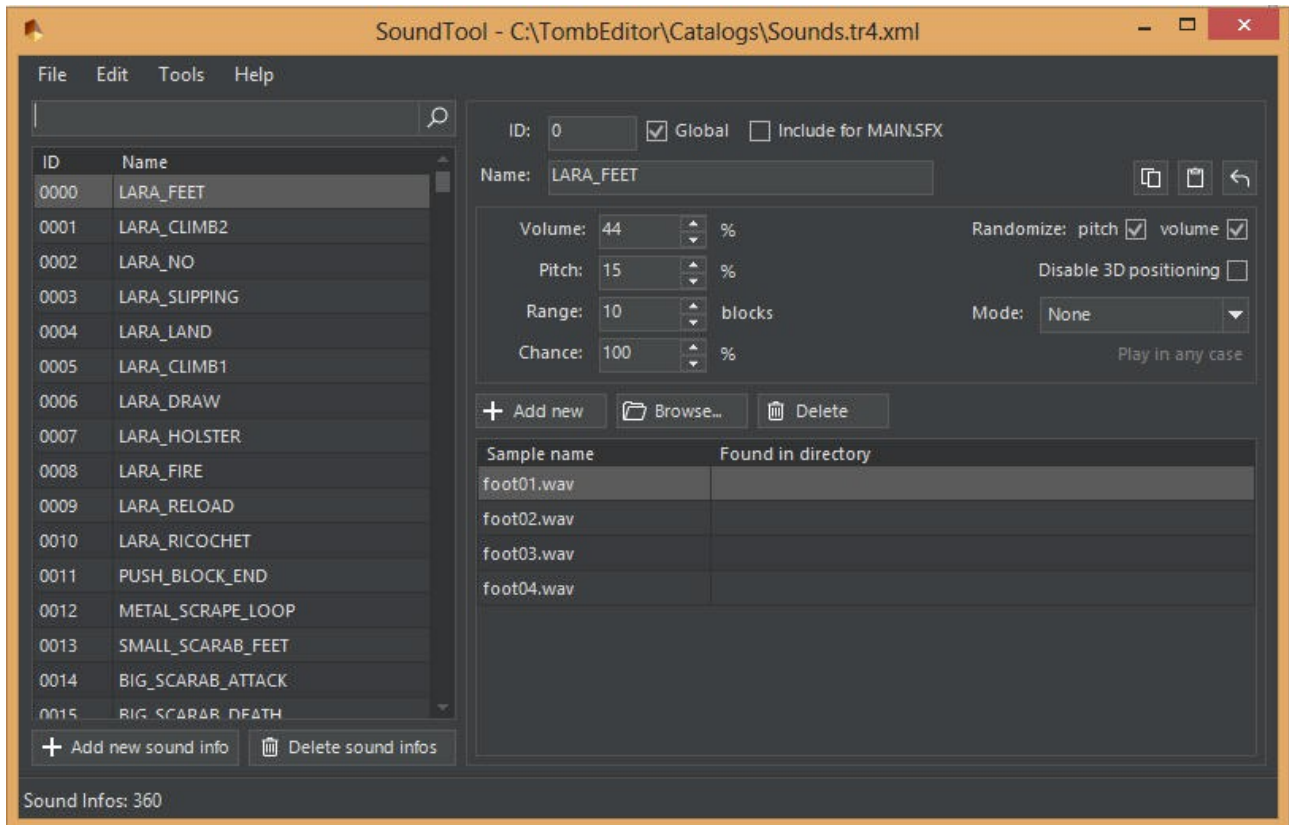 SoundTool - C:\TombEditor\Catalogs\Sounds.tr4.xml
File Edit Tools Help
ID Name
0000 LARA_FEET
0001 LARA_CLIMB2
0002 LARA_NO
0003 LARA_SLIPPING
0004 LARA_LAND
0005 LARA_CLIMB1
0006 LARA_DRAW
0007 LARA_HOLSTER
0008 LARA_FIRE
0009 LARA_RELOAD
0010 LARA_RICOCHET
0011 PUSH_BLOCK_END
0012 METAL_SCRAPE_LOOP
0013 SMALL_SCARAB_FEET
0014 BIG_SCARAB_ATTACK
0015 BIG_SCARAB_DEATH
Add new sound info Delete sound infos
ID: 0 Global Include for MAIN.SFX
Name: LARA_FEET
Volume: 44 % Randomize: pitch volume
Pitch: 15 % Disable 3D positioning
Range: 10 blocks Mode: None
Chance: 100 % Play in any case
Add new Browse... Delete
Sample name Found in directory
foot01.wav
foot02.wav
foot03.wav
foot04.wav
Sound Infos: 360